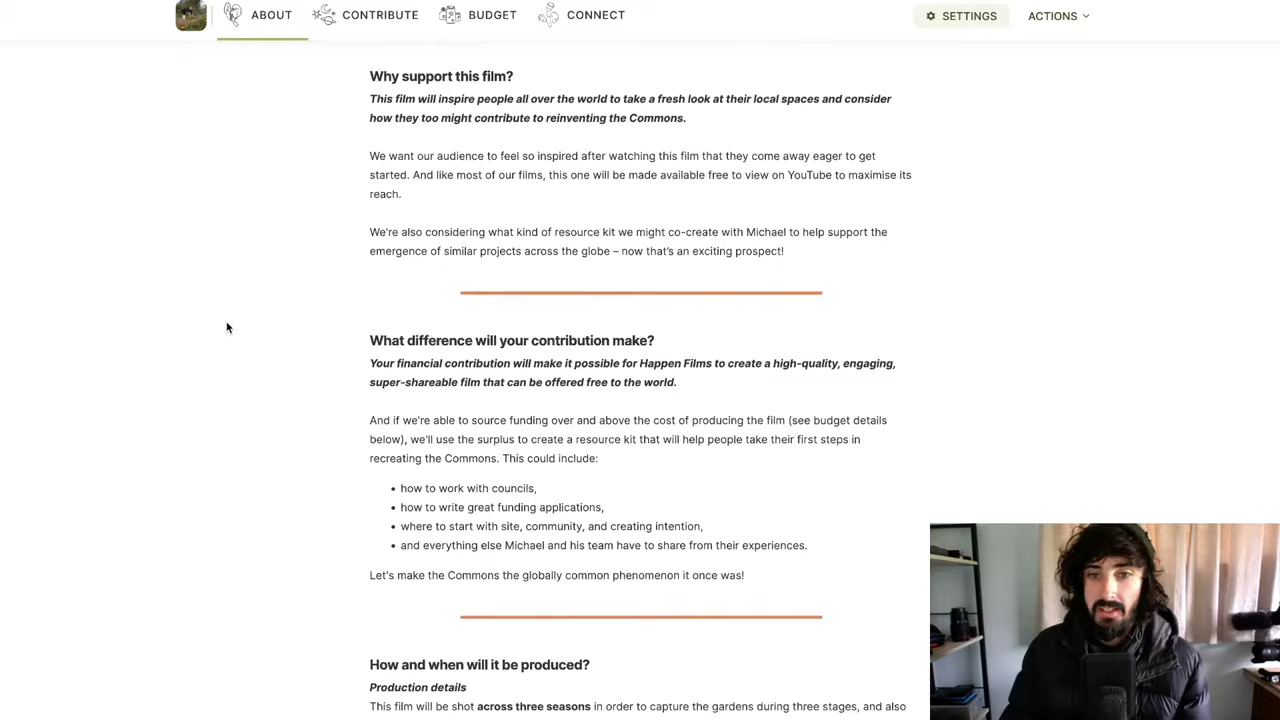 ABOUT CONTRIBUTE BUDGET CONNECT SETTINGS ACTIONS
Why support this film?
This film will inspire people all over the world to take a fresh look at their local spaces and consider
how they too might contribute to reinventing the Commons.
We want our audience to feel so inspired after watching this film that they come away eager to get
started. And like most of our films, this one will be made available free to view on YouTube to maximise its
reach.
We're also considering what kind of resource kit we might co-create with Michael to help support the
emergence of similar projects across the globe – now that's an exciting prospect!
What difference will your contribution make?
Your financial contribution will make it possible for Happen Films to create a high-quality, engaging,
super-shareable film that can be offered free to the world.
And if we're able to source funding over and above the cost of producing the film (see budget details
below), we'll use the surplus to create a resource kit that will help people take their first steps in
recreating the Commons. This could include:
• how to work with councils,
• how to write great funding applications,
• where to start with site, community, and creating intention,
• and everything else Michael and his team have to share from their experiences.
Let's make the Commons the globally common phenomenon it once was!
How and when will it be produced?
Production details
This film will be shot across three seasons in order to capture the gardens during three stages, and also